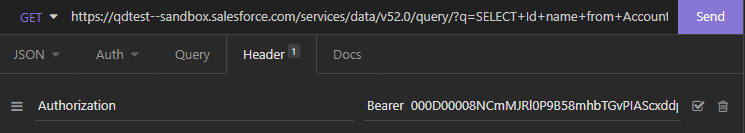 GET https://qdtest--sandbox.salesforce.com/services/data/v52.0/query/?q=SELECT+Id+name+from+Account Send
JSON Auth Query Header 1 Docs
Authorization Bearer 000D00008NCmMJRl0P9B58mhbTGvPIAScxddp